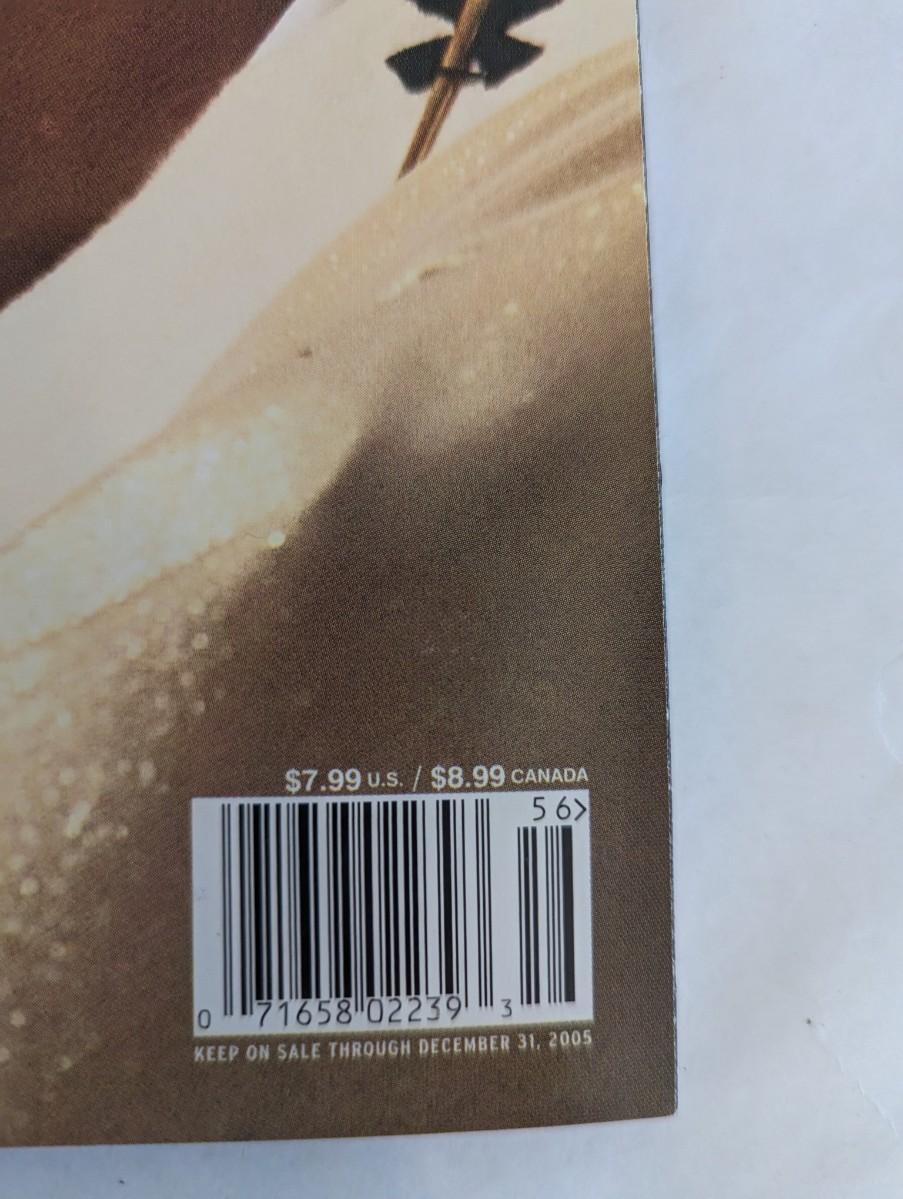 $7.99 U.S. / $8.99 CANADA
56>
0 71658 02239 3
KEEP ON SALE THROUGH DECEMBER 31, 2005